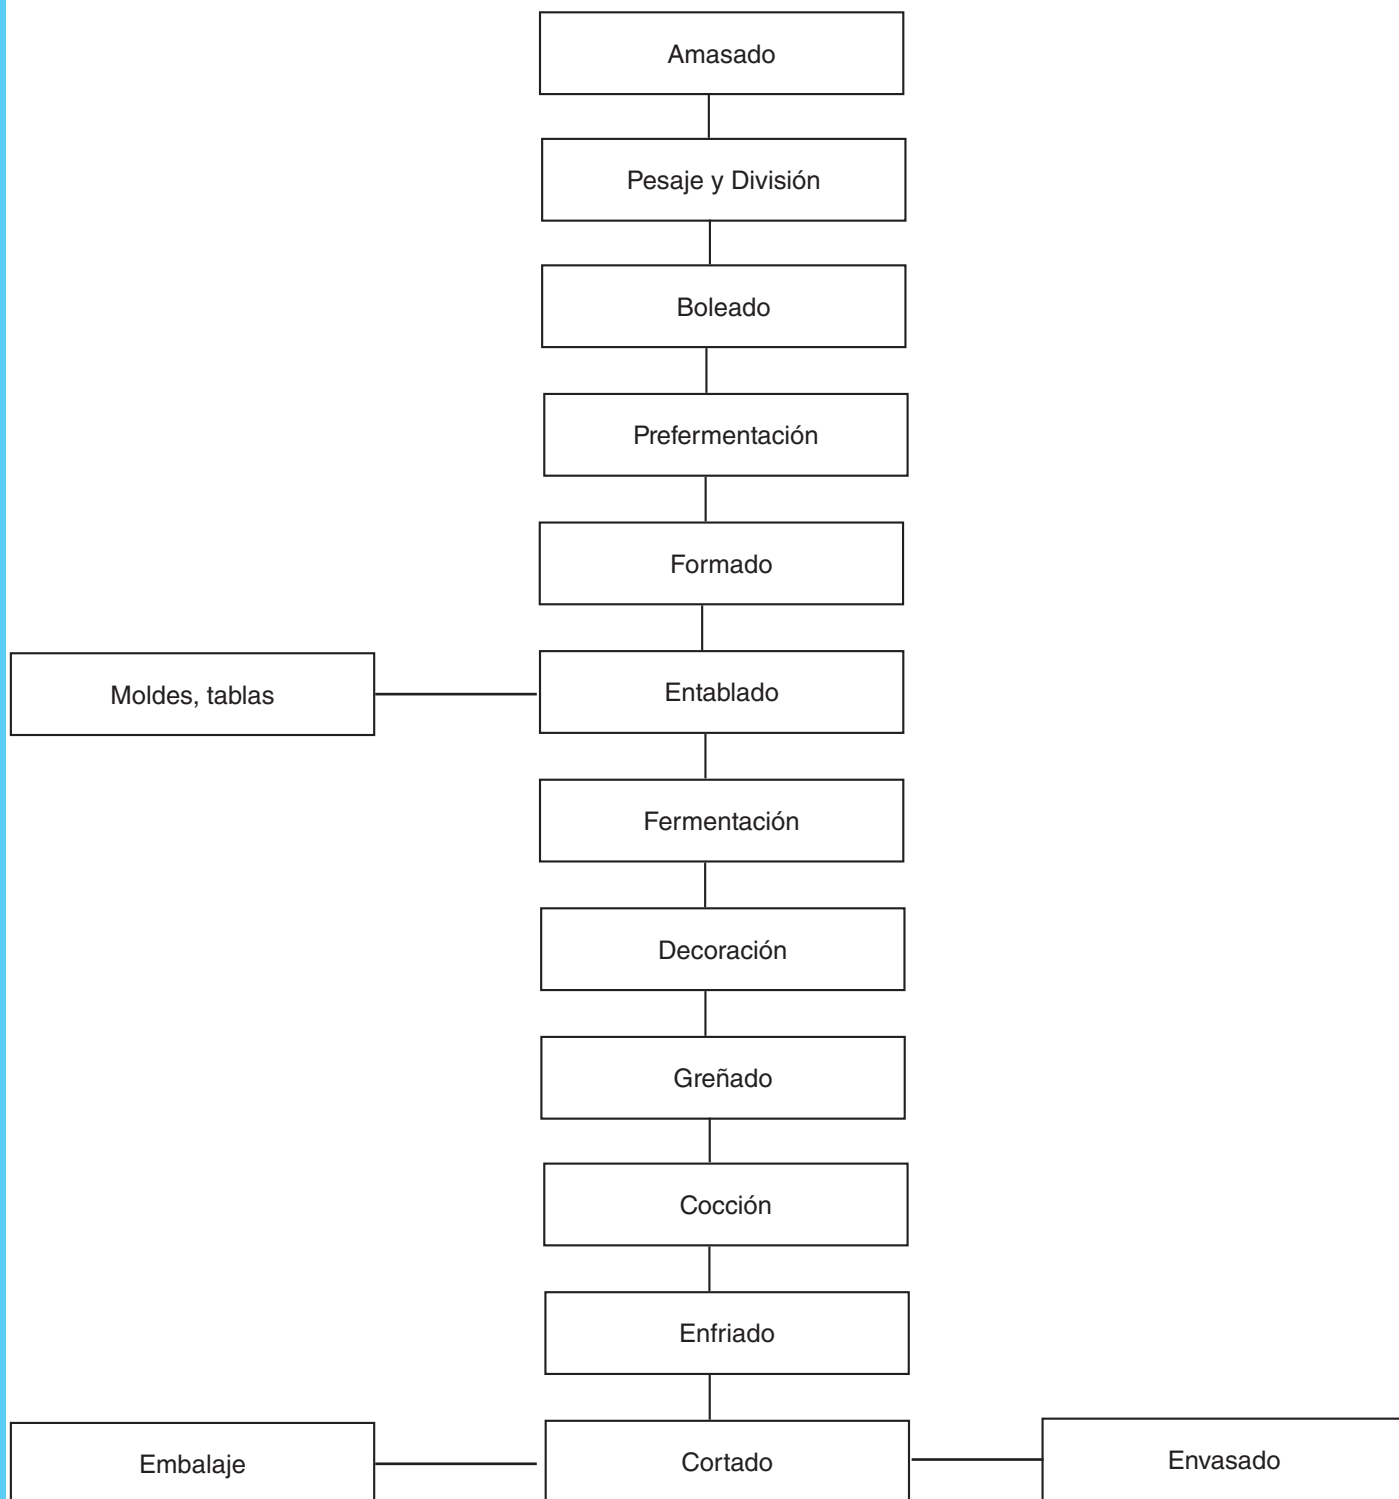 Amasado
Pesaje y División
Boleado
Prefermentación
Formado
Moldes, tablas
Entablado
Fermentación
Decoración
Greñado
Cocción
Enfriado
Embalaje
Cortado
Envasado